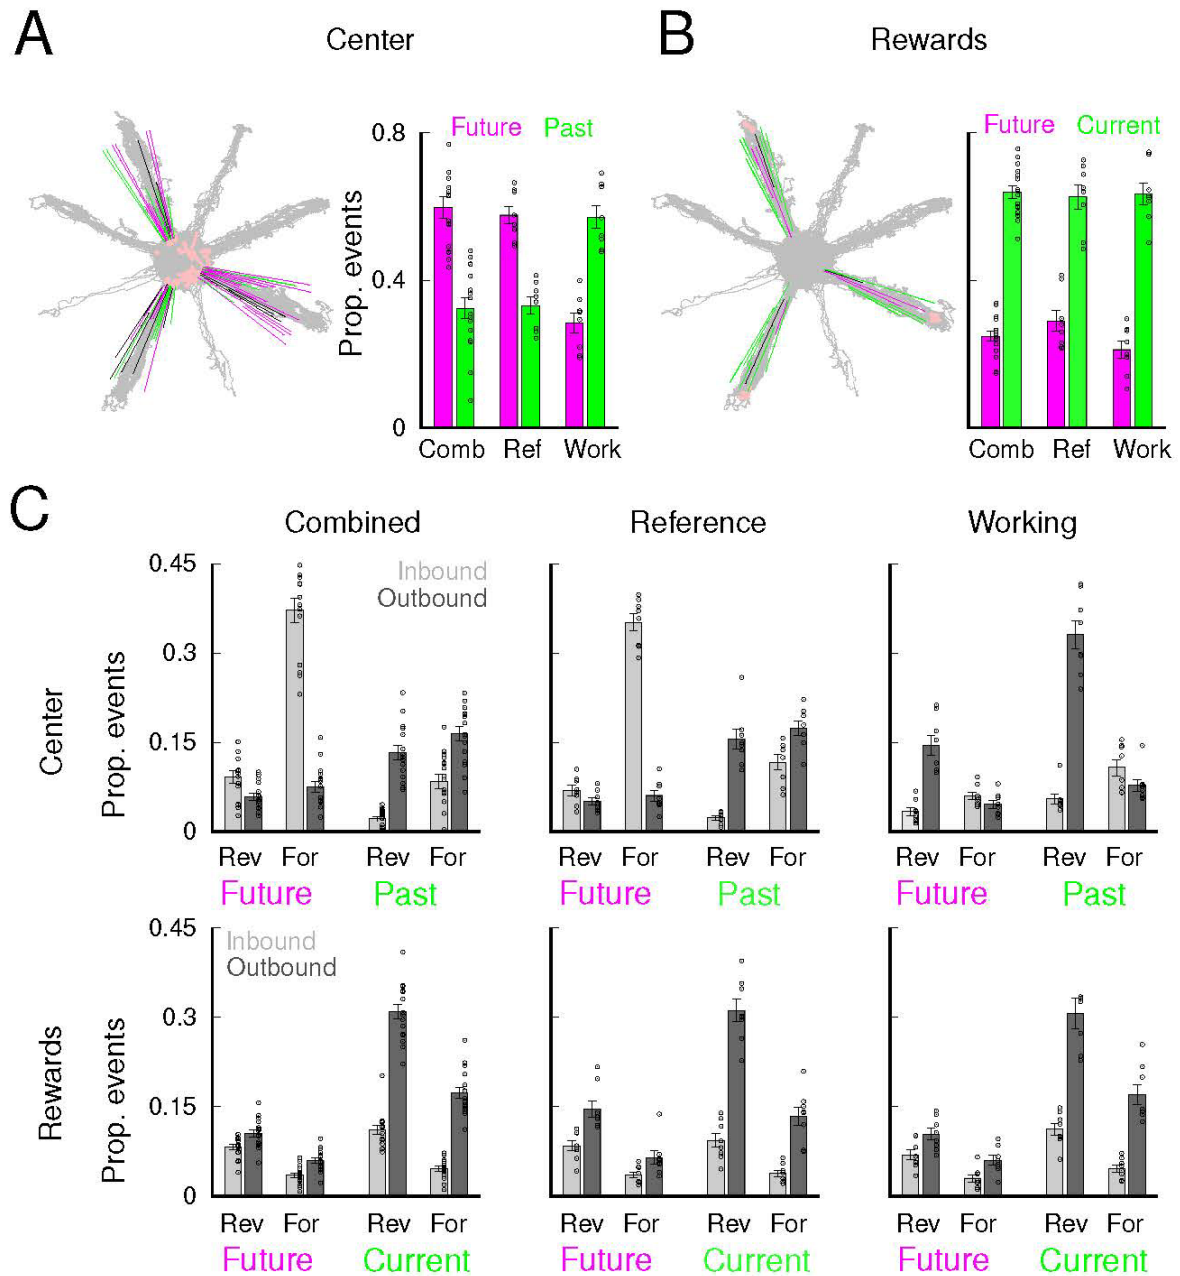 A
Center
B
Rewards
Future Past
0.8
0.4
0
Prop. events
Comb Ref Work
Future Current
Comb Ref Work
C
Combined
Reference
Working
Center
Prop. events
0.45
0.3
0.15
0
Inbound
Outbound
Rev For Rev For
Future Past
Rev For Rev For
Future Past
Rev For Rev For
Future Past
Rewards
Prop. events
0.45
0.3
0.15
0
Inbound
Outbound
Rev For Rev For
Future Current
Rev For Rev For
Future Current
Rev For Rev For
Future Current